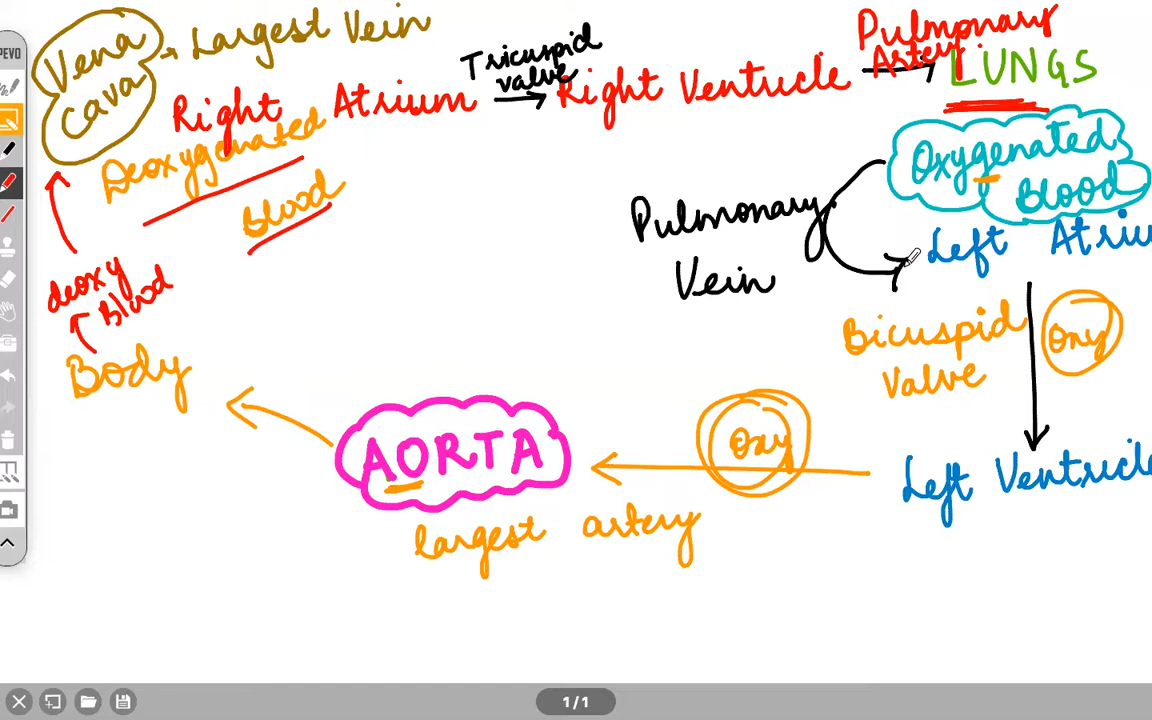 PEVO
Vena
cava
→ Largest Vein
Right Atrium
Deoxygenated
Blood
Tricuspid
valve
Right Ventricle
Pulmonary
Artery
LUNGS
Oxygenated
Blood
Pulmonary
Vein
Left Atriu
Bicuspid
Valve
Oxy
Left Ventricle
Oxy
AORTA
largest artery
Body
deoxy
Blood
1/1